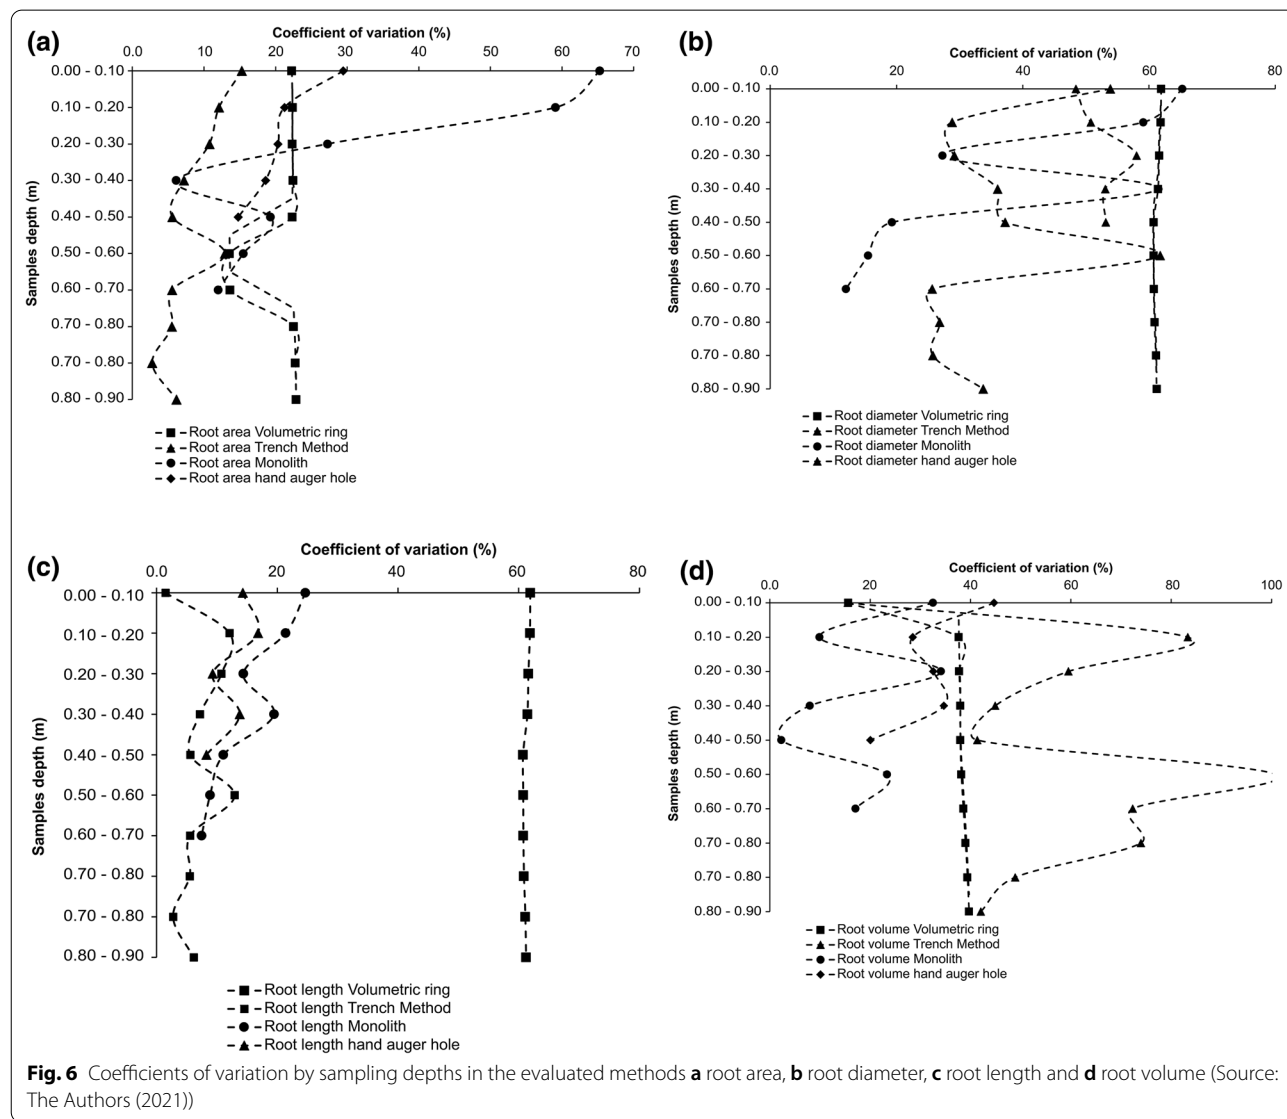 (a)
Coefficient of variation (%)
0.0 10 20 30 40 50 60 70
Samples depth (m)
0.00 - 0.10
0.10 - 0.20
0.20 - 0.30
0.30 - 0.40
0.40 - 0.50
0.50 - 0.60
0.60 - 0.70
0.70 - 0.80
0.70 - 0.80
0.80 - 0.90
Root area Volumetric ring
Root area Trench Method
Root area Monolith
Root area hand auger hole
(b)
Coefficient of variation (%)
0.0 20 40 60 80
Samples depth (m)
0.00 - 0.10
0.10 - 0.20
0.20 - 0.30
0.30 - 0.40
0.40 - 0.50
0.50 - 0.60
0.60 - 0.70
0.70 - 0.80
0.70 - 0.80
0.80 - 0.90
Root diameter Volumetric ring
Root diameter Trench Method
Root diameter Monolith
Root diameter hand auger hole
(c)
Coefficient of variation (%)
0.0 20 40 60 80
Samples depth (m)
0.00 - 0.10
0.10 - 0.20
0.20 - 0.30
0.30 - 0.40
0.40 - 0.50
0.50 - 0.60
0.60 - 0.70
0.70 - 0.80
0.70 - 0.80
0.80 - 0.90
Root length Volumetric ring
Root length Trench Method
Root length Monolith
Root length hand auger hole
(d)
Coefficient of variation (%)
0.0 20 40 60 80 100
Samples depth (m)
0.00 - 0.10
0.10 - 0.20
0.20 - 0.30
0.30 - 0.40
0.40 - 0.50
0.50 - 0.60
0.60 - 0.70
0.70 - 0.80
0.70 - 0.80
0.80 - 0.90
Root volume Volumetric ring
Root volume Trench Method
Root volume Monolith
Root volume hand auger hole
Fig. 6 Coefficients of variation by sampling depths in the evaluated methods a root area, b root diameter, c root length and d root volume (Source:
The Authors (2021))